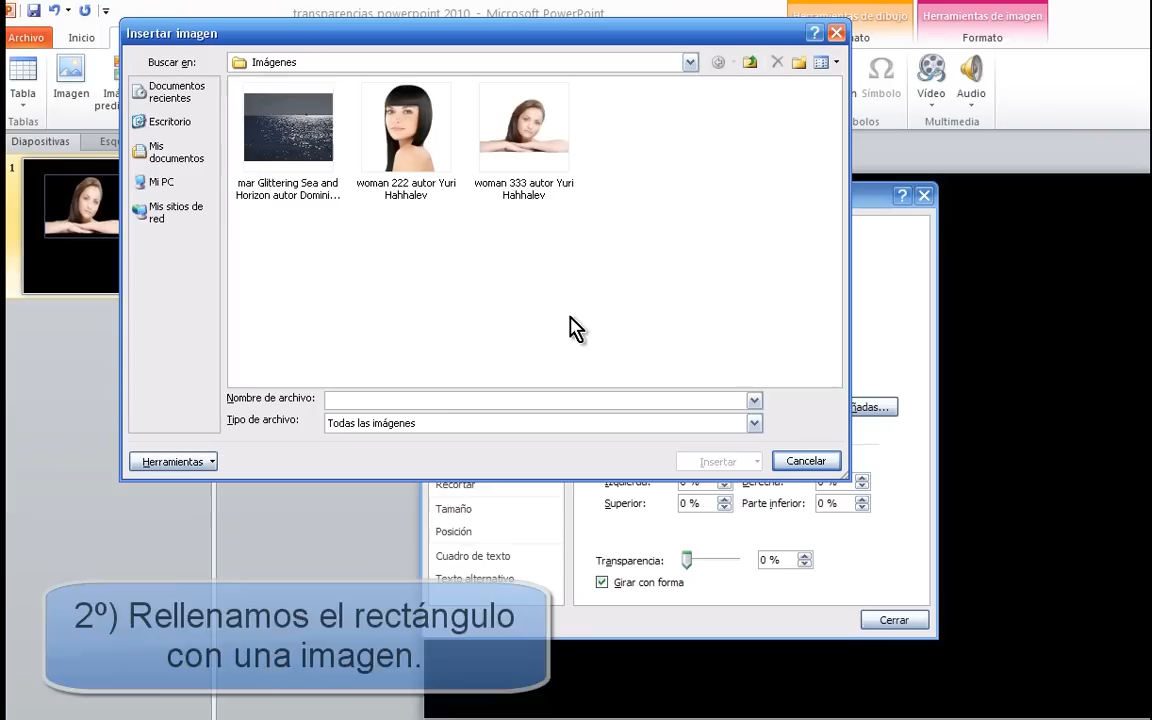 transparencias powerpoint 2010 - Microsoft PowerPoint
Herramientas de dibujo
Herramientas de imagen
Archivo
Inicio
Formato
Tabla
Imagen
Símbolo
Vídeo
Audio
Tablas
Multimedia
Diapositivas
1
Insertar imagen
Buscar en:
Imágenes
Documentos
recientes
Escritorio
Mis
documentos
Mi PC
Mis sitios de
red
mar Glittering Sea and
Horizon autor Domini...
woman 222 autor Yuri
Hahhalev
woman 333 autor Yuri
Hahhalev
Nombre de archivo:
Tipo de archivo:
Todas las imágenes
Herramientas
Insertar
Cancelar
Recortar
Tamaño
Posición
Cuadro de texto
Texto alternativo
Superior:
0 %
Parte inferior:
0 %
Transparencia:
0 %
Girar con forma
Cerrar
2º) Rellenamos el rectángulo
con una imagen.